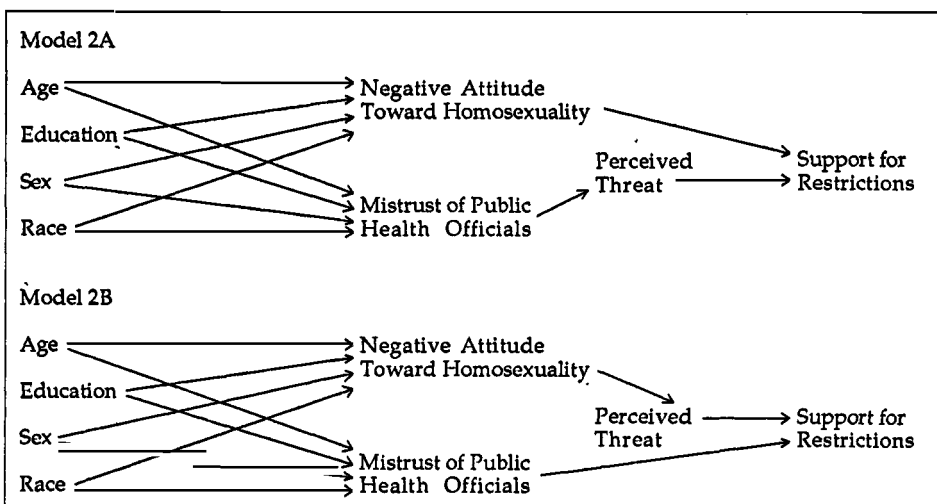 Model 2A
Age
Education
Sex
Race
Negative Attitude
Toward Homosexuality
Mistrust of Public
Health Officials
Perceived
Threat
Support for
Restrictions
Model 2B
Age
Education
Sex
Race
Negative Attitude
Toward Homosexuality
Mistrust of Public
Health Officials
Perceived
Threat
Support for
Restrictions